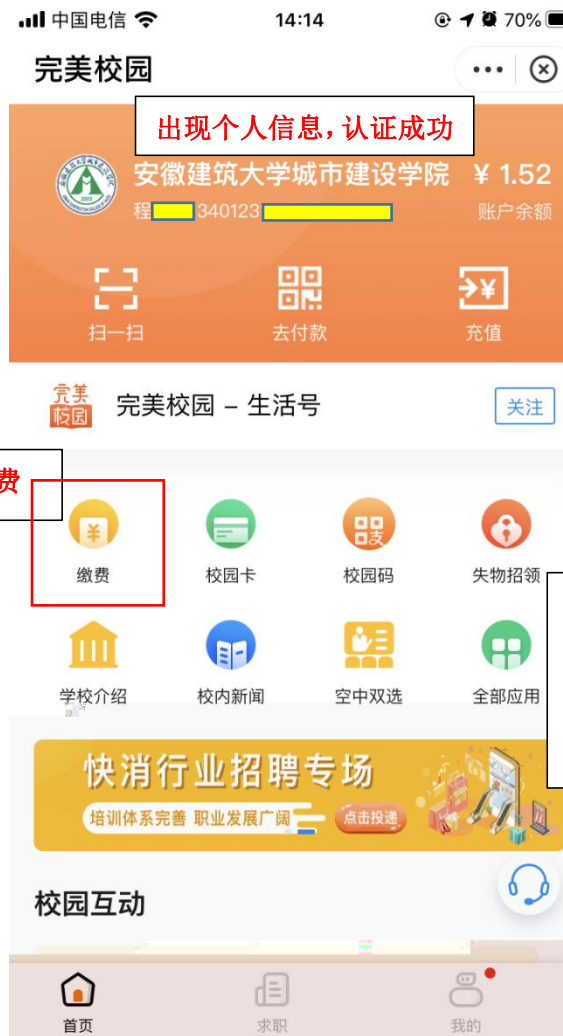 中国电信 14:14 70%
完美校园
出现个人信息，认证成功
安徽建筑大学城市建设学院 ¥ 1.52
程 340123 账户余额
扫一扫 去付款 充值
完美校园
完美校园 – 生活号 关注
费
缴费 校园卡 校园码 失物招领
学校介绍 校内新闻 空中双选 全部应用
快消行业招聘专场
培训体系完善 职业发展广阔 点击投递
校园互动
首页 求职 我的